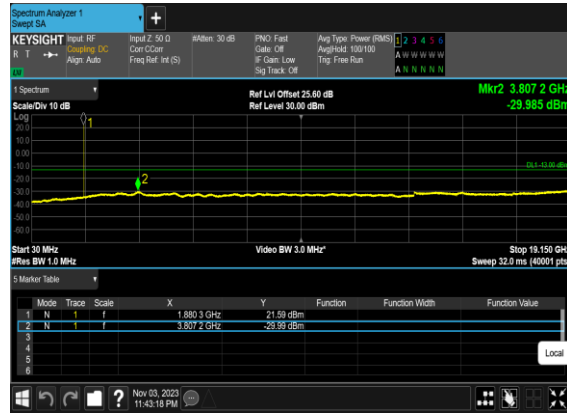 Spectrum Analyzer 1
Swept SA
+
KEYSIGHT Input: RF Input Z: 50 Ω #Atten: 30 dB PNO: Fast Avg Type: Power (RMS) 1 2 3 4 5 6
R T Coupling: DC Corr CCorr Gate: Off Avg|Hold: 100/100 A W W W W W
Align: Auto Freq Ref: Int (S) IF Gain: Low Trig: Free Run
Sig Track: Off A N N N N N
1 Spectrum Ref Lvl Offset 25.60 dB Mkr2 3.807 2 GHz
Scale/Div 10 dB Ref Level 30.00 dBm -29.985 dBm
Log
20.0
10.0
0.00
-10.0
-20.0
-30.0
-40.0
-50.0
-60.0
1
2
DL1 -13.00 dBm
Start 30 MHz Video BW 3.0 MHz* Stop 19.150 GHz
#Res BW 1.0 MHz Sweep 32.0 ms (40001 pts)
5 Marker Table
Mode Trace Scale X Y Function Function Width Function Value
1 N 1 f 1.880 3 GHz 21.59 dBm
2 N 1 f 3.807 2 GHz -29.99 dBm
3
4
5
6
Local
Nov 03, 2023
11:43:18 PM